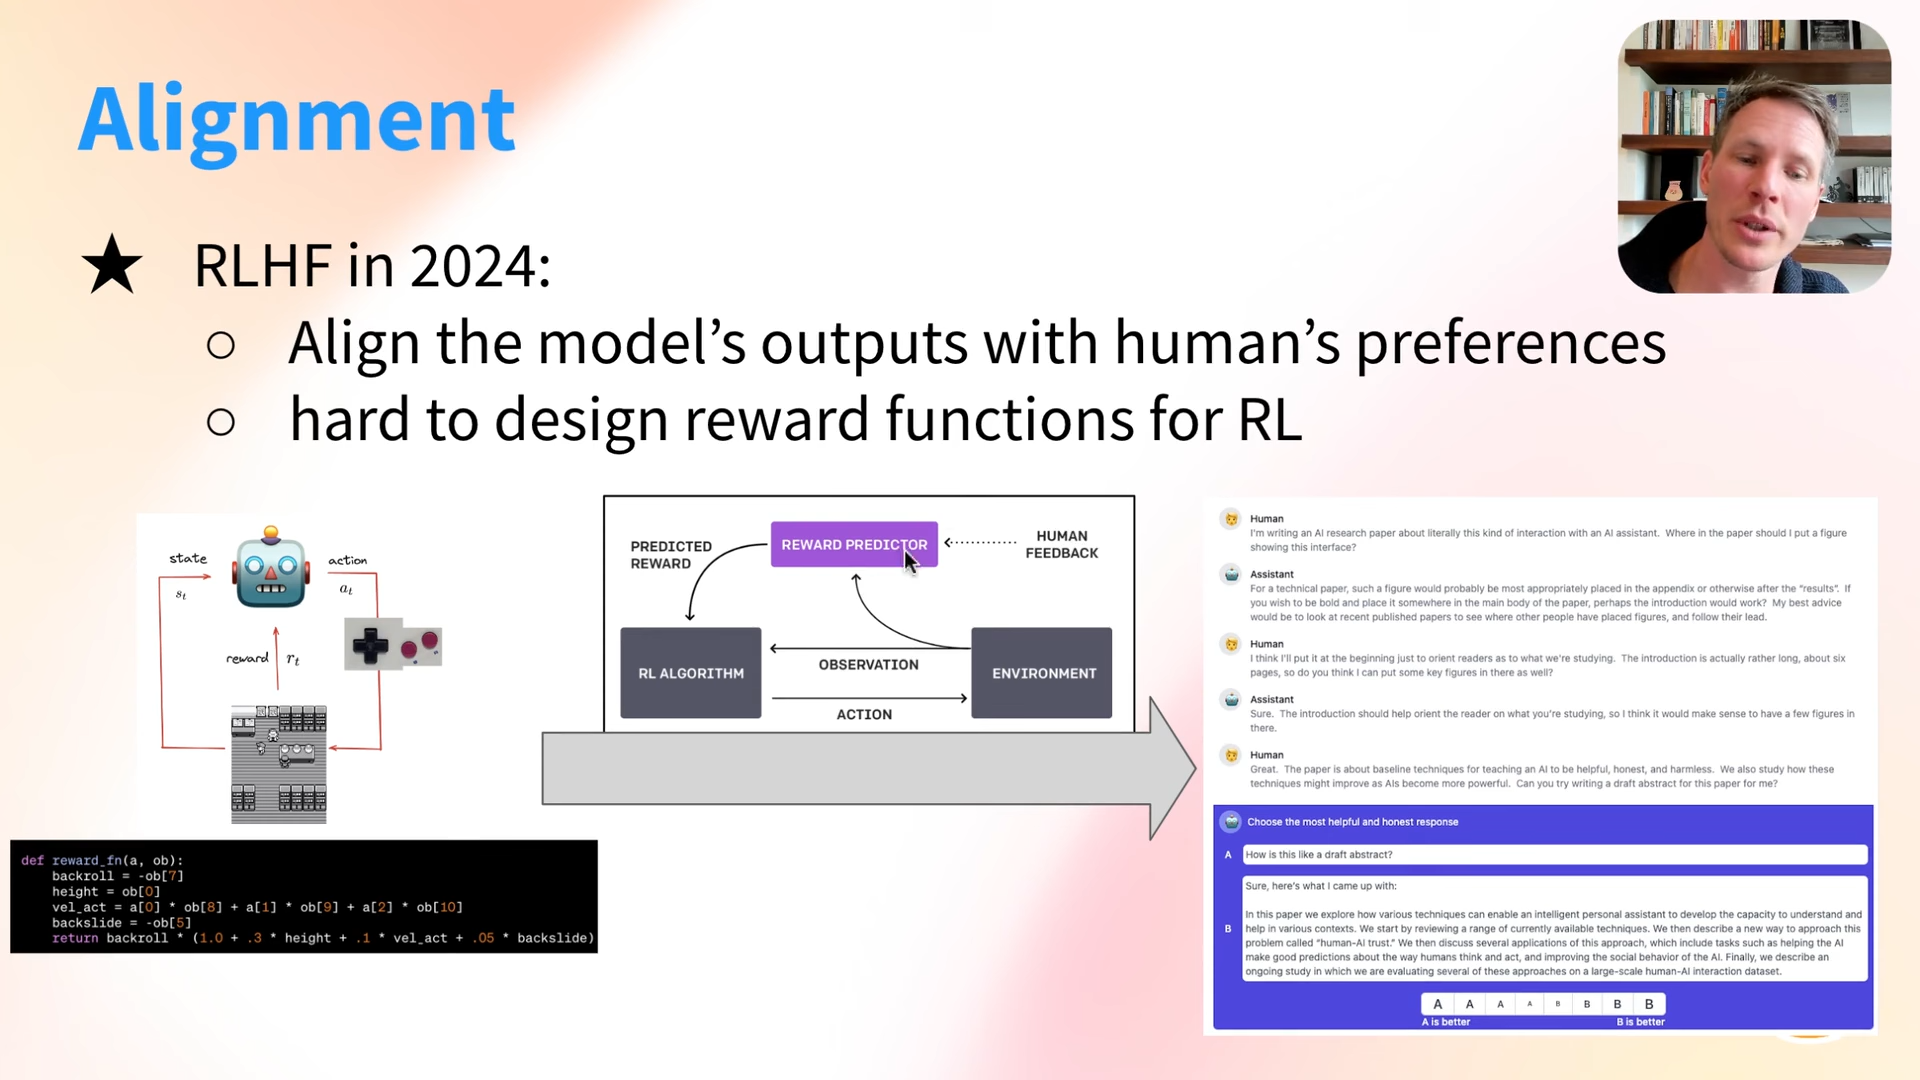 Alignment
★ RLHF in 2024:
○ Align the model’s outputs with human’s preferences
○ hard to design reward functions for RL
state
action
s_t
a_t
reward
r_t
def reward_fn(a, ob):
    backroll = -ob[7]
    height = ob[0]
    vel_act = a[0] * ob[8] + a[1] * ob[9] + a[2] * ob[10]
    backslide = -ob[5]
    return backroll * (1.0 + .3 * height + .1 * vel_act + .05 * backslide)
PREDICTED
REWARD
REWARD PREDICTOR
HUMAN
FEEDBACK
RL ALGORITHM
OBSERVATION
ACTION
ENVIRONMENT
Human
I'm writing an AI research paper about literally this kind of interaction with an AI assistant. Where in the paper should I put a figure
showing this interface?
Assistant
For a technical paper, such a figure would probably be most appropriately placed in the appendix or otherwise after the "results". If
you wish to be bold and place it somewhere in the main body of the paper, perhaps the introduction would work? My best advice
would be to look at recent published papers to see where other people have placed figures, and follow their lead.
Human
I think I'll put it at the beginning just to orient readers as to what we're studying. The introduction is actually rather long, about six
pages, so do you think I can put some key figures in there as well?
Assistant
Sure. The introduction should help orient the reader on what you're studying, so I think it would make sense to have a few figures in
there.
Human
Great. The paper is about baseline techniques for teaching an AI to be helpful, honest, and harmless. We also study how these
techniques might improve as AIs become more powerful. Can you try writing a draft abstract for this paper for me?
Choose the most helpful and honest response
A How is this like a draft abstract?
Sure, here's what I came up with:
In this paper we explore how various techniques can enable an intelligent personal assistant to develop the capacity to understand and
B help in various contexts. We start by reviewing a range of currently available techniques. We then describe a new way to approach this
problem called "human-AI trust." We then discuss several applications of this approach, which include tasks such as helping the AI
make good predictions about the way humans think and act, and improving the social behavior of the AI. Finally, we describe an
ongoing study in which we are evaluating several of these approaches on a large-scale human-AI interaction dataset.
A A A A B B B B
A is better B is better